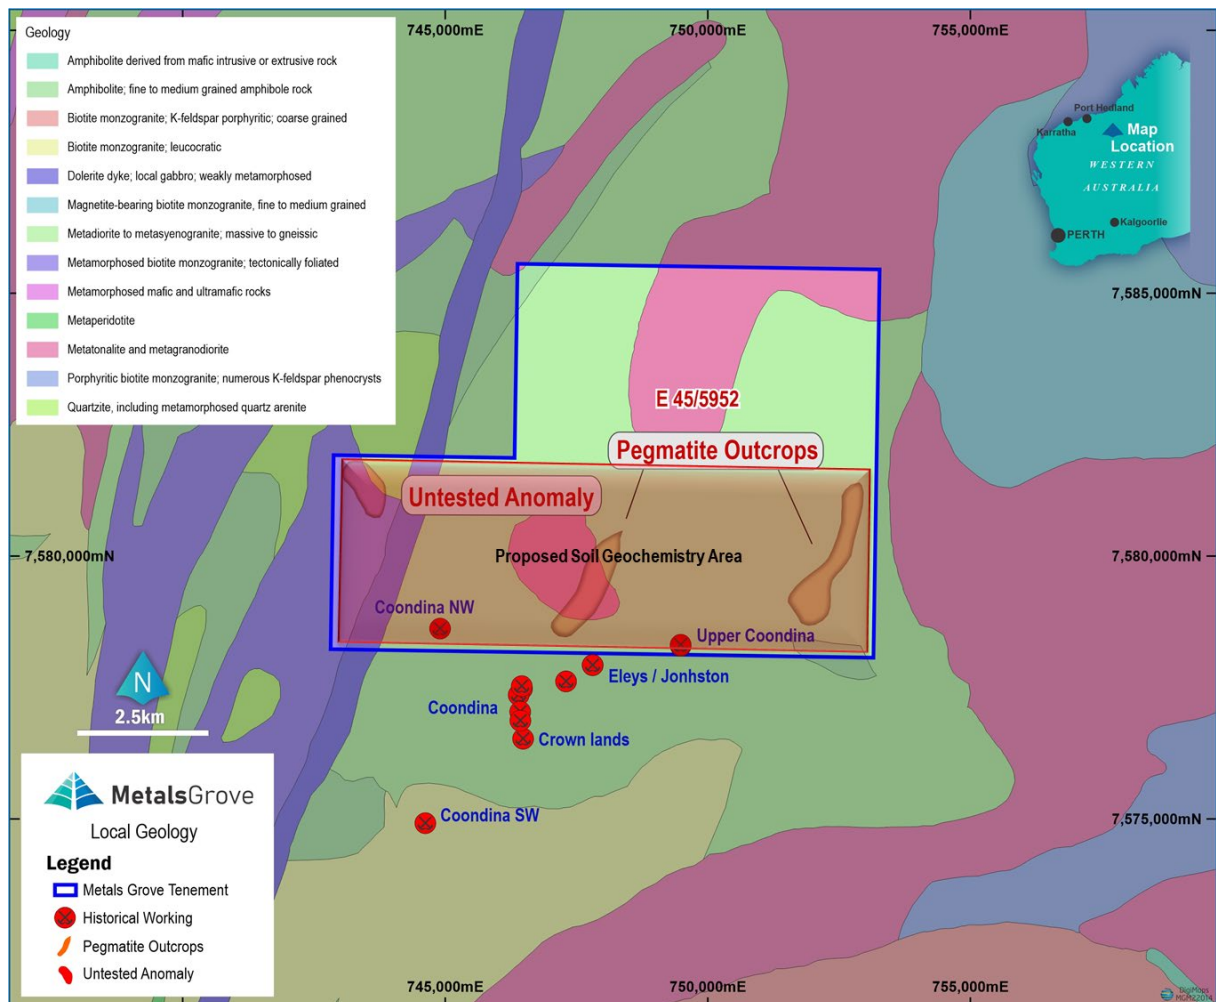 745,000mE
750,000mE
755,000mE
Geology
Amphibolite derived from mafic intrusive or extrusive rock
Amphibolite; fine to medium grained amphibole rock
Biotite monzogranite; K-feldspar porphyritic; coarse grained
Biotite monzogranite; leucocratic
Dolerite dyke; local gabbro; weakly metamorphosed
Magnetite-bearing biotite monzogranite, fine to medium grained
Metadiorite to metasyenogranite; massive to gneissic
Metamorphosed biotite monzogranite; tectonically foliated
Metamorphosed mafic and ultramafic rocks
Metaperidotite
Metatonalite and metagranodiorite
Porphyritic biotite monzogranite; numerous K-feldspar phenocrysts
Quartzite, including metamorphosed quartz arenite
Port Hedland
Karratha
Map
Location
WESTERN
AUSTRALIA
Kalgoorlie
PERTH
7,585,000mN
E 45/5952
Pegmatite Outcrops
Untested Anomaly
7,580,000mN
Proposed Soil Geochemistry Area
7,580,000mN
Coondina NW
Upper Coondina
Eleys / Jonhston
N
2.5km
Coondina
Crown lands
Coondina SW
7,575,000mN
MetalsGrove
Local Geology
Legend
Metals Grove Tenement
Historical Working
Pegmatite Outcrops
Untested Anomaly
745,000mE
750,000mE
755,000mE
DigiMaps